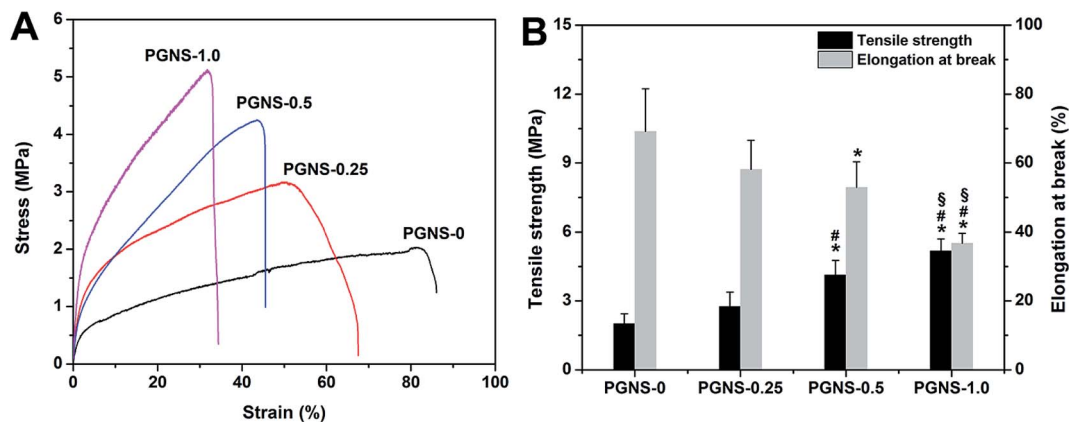 A
Stress (MPa)
6
5
4
3
2
1
0
PGNS-1.0
PGNS-0.5
PGNS-0.25
PGNS-0
0
20
40
60
80
100
Strain (%)
B
Tensile strength (MPa)
15
12
9
6
3
0
Tensile strength
Elongation at break
#
*
*
§
#
*
§
#
*
100
80
60
40
20
0
Elongation at break (%)
PGNS-0
PGNS-0.25
PGNS-0.5
PGNS-1.0